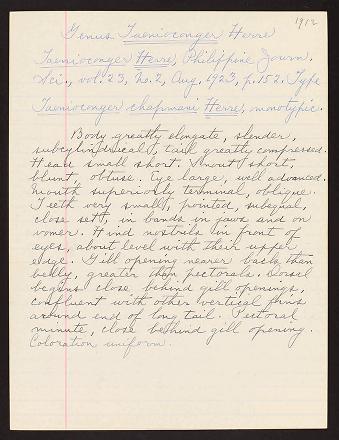 1912
Genus Taenioconger Herre
Taenioconger Herre, Philippine Journ.
Sci., vol. 23, No. 2, Aug. 1923, p. 152. Type
Taenioconger chapmani Herre, monotypic.
Body greatly elongate, slender,
subcylindrical, tail greatly compressed.
Head small short. Snout short,
blunt, obtuse. Eye large, well advanced.
Mouth superiorly terminal, oblique.
Teeth very small, pointed, subequal,
close sett, in bands in jaws and on
vomer. Hind nostrils in front of
eyes, about level with their upper
edge. Gill opening nearer back than
belly, greater than pectorals. Dorsal
begins close behind gill openings,
confluent with other vertical fins
around end of long tail. Pectoral
minute, close behind gill opening.
Coloration uniform.